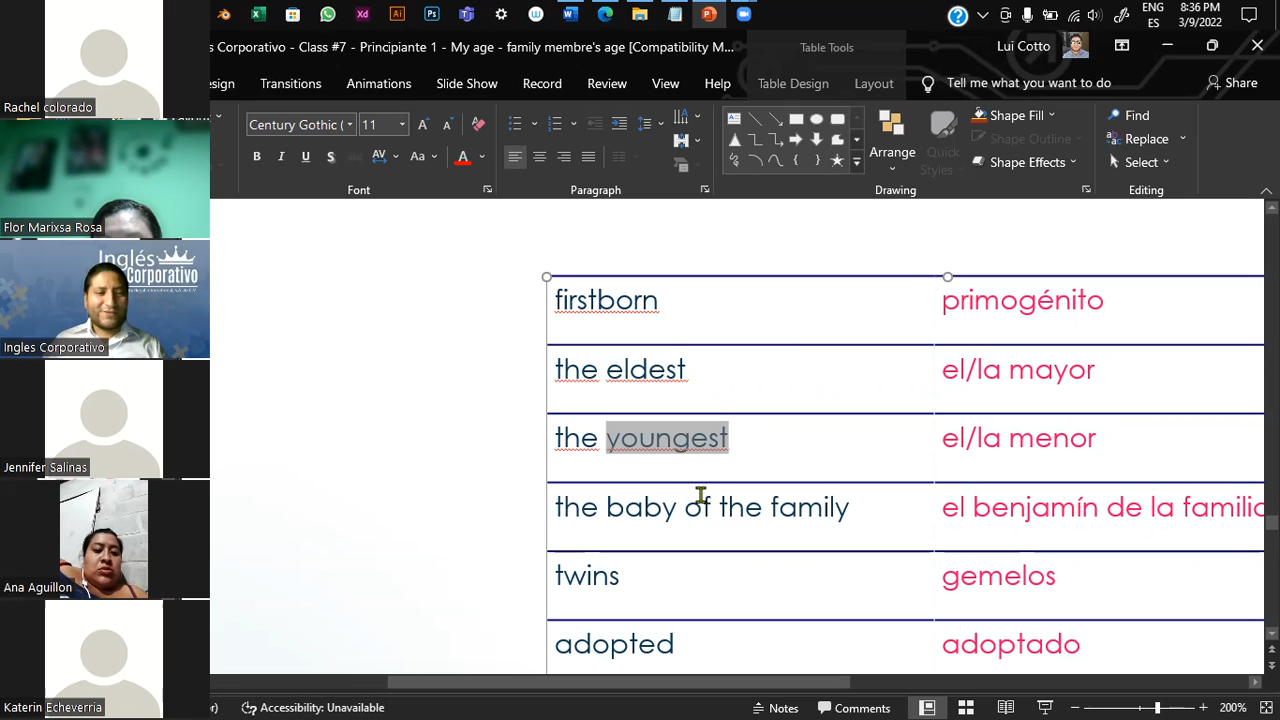 ENG
ES
8:36 PM
3/9/2022
s Corporativo - Class #7 - Principiante 1 - My age - family membre's age [Compatibility M...
Table Tools
Lui Cotto
sign
Transitions
Animations
Slide Show
Record
Review
View
Help
Table Design
Layout
Tell me what you want to do
Share
Century Gothic (
11
Font
Paragraph
Arrange
Quick
Styles
Shape Fill
Shape Outline
Shape Effects
Drawing
Find
Replace
Select
Editing
Rachel colorado
Flor Marixsa Rosa
Inglés
Corporativo
Ingles Corporativo
Jennifer Salinas
Ana Aguillon
Katerin Echeverria
firstborn primogénito
the eldest el/la mayor
the youngest el/la menor
the baby of the family el benjamín de la familia
twins gemelos
adopted adoptado
Accessibility: Unavailable
Notes
Comments
200%